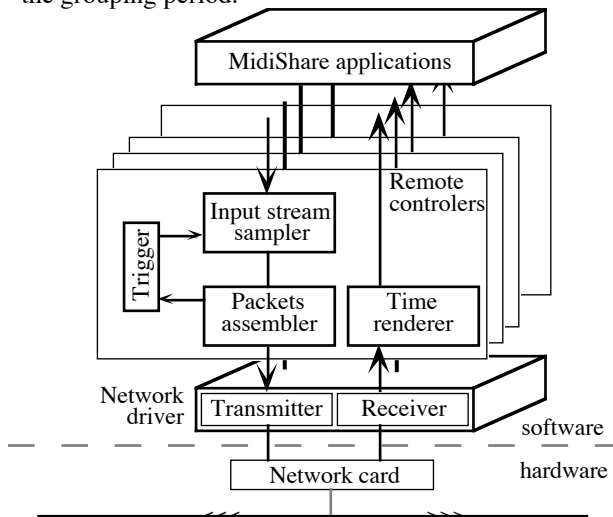 the grouping period.
MidiShare applications
Remote
controlers
Input stream
sampler
Trigger
Packets
assembler
Time
renderer
Network
driver
Transmitter
Receiver
software
Network card
hardware